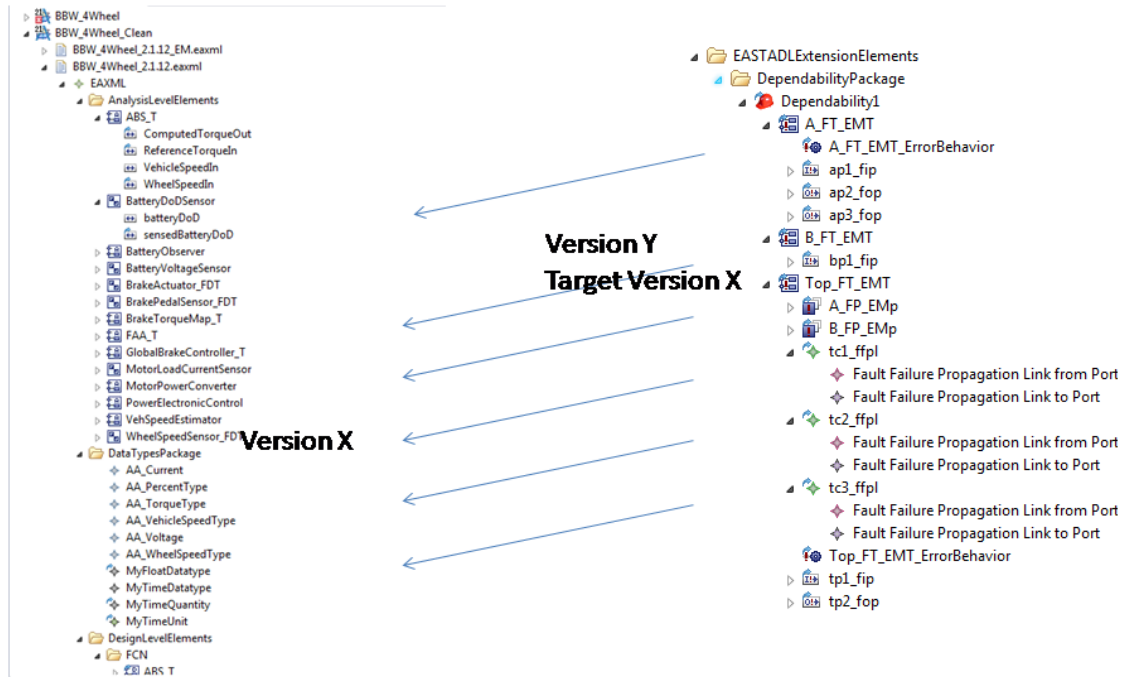 BBW_4Wheel
BBW_4Wheel_Clean
BBW_4Wheel_2.1.12_EM.eaxml
BBW_4Wheel_2.1.12.eaxml
EAXML
AnalysisLevelElements
ABS_T
ComputedTorqueOut
ReferenceTorqueIn
VehicleSpeedIn
WheelSpeedIn
BatteryDoDSensor
batteryDoD
sensedBatteryDoD
BatteryObserver
BatteryVoltageSensor
BrakeActuator_FDT
BrakePedalSensor_FDT
BrakeTorqueMap_T
FAA_T
GlobalBrakeController_T
MotorLoadCurrentSensor
MotorPowerConverter
PowerElectronicControl
VehSpeedEstimator
WheelSpeedSensor_FDT
Version X
DataTypesPackage
AA_Current
AA_PercentType
AA_TorqueType
AA_VehicleSpeedType
AA_Voltage
AA_WheelSpeedType
MyFloatDatatype
MyTimeDatatype
MyTimeQuantity
MyTimeUnit
DesignLevelElements
FCN
ABS_T
Version Y
Target Version X
EASTADLExtensionElements
DependabilityPackage
Dependability1
A_FT_EMT
A_FT_EMT_ErrorBehavior
ap1_fip
ap2_fop
ap3_fop
B_FT_EMT
bp1_fip
Top_FT_EMT
A_FP_EMp
B_FP_EMp
tc1_ffpl
Fault Failure Propagation Link from Port
Fault Failure Propagation Link to Port
tc2_ffpl
Fault Failure Propagation Link from Port
Fault Failure Propagation Link to Port
tc3_ffpl
Fault Failure Propagation Link from Port
Fault Failure Propagation Link to Port
Top_FT_EMT_ErrorBehavior
tp1_fip
tp2_fop